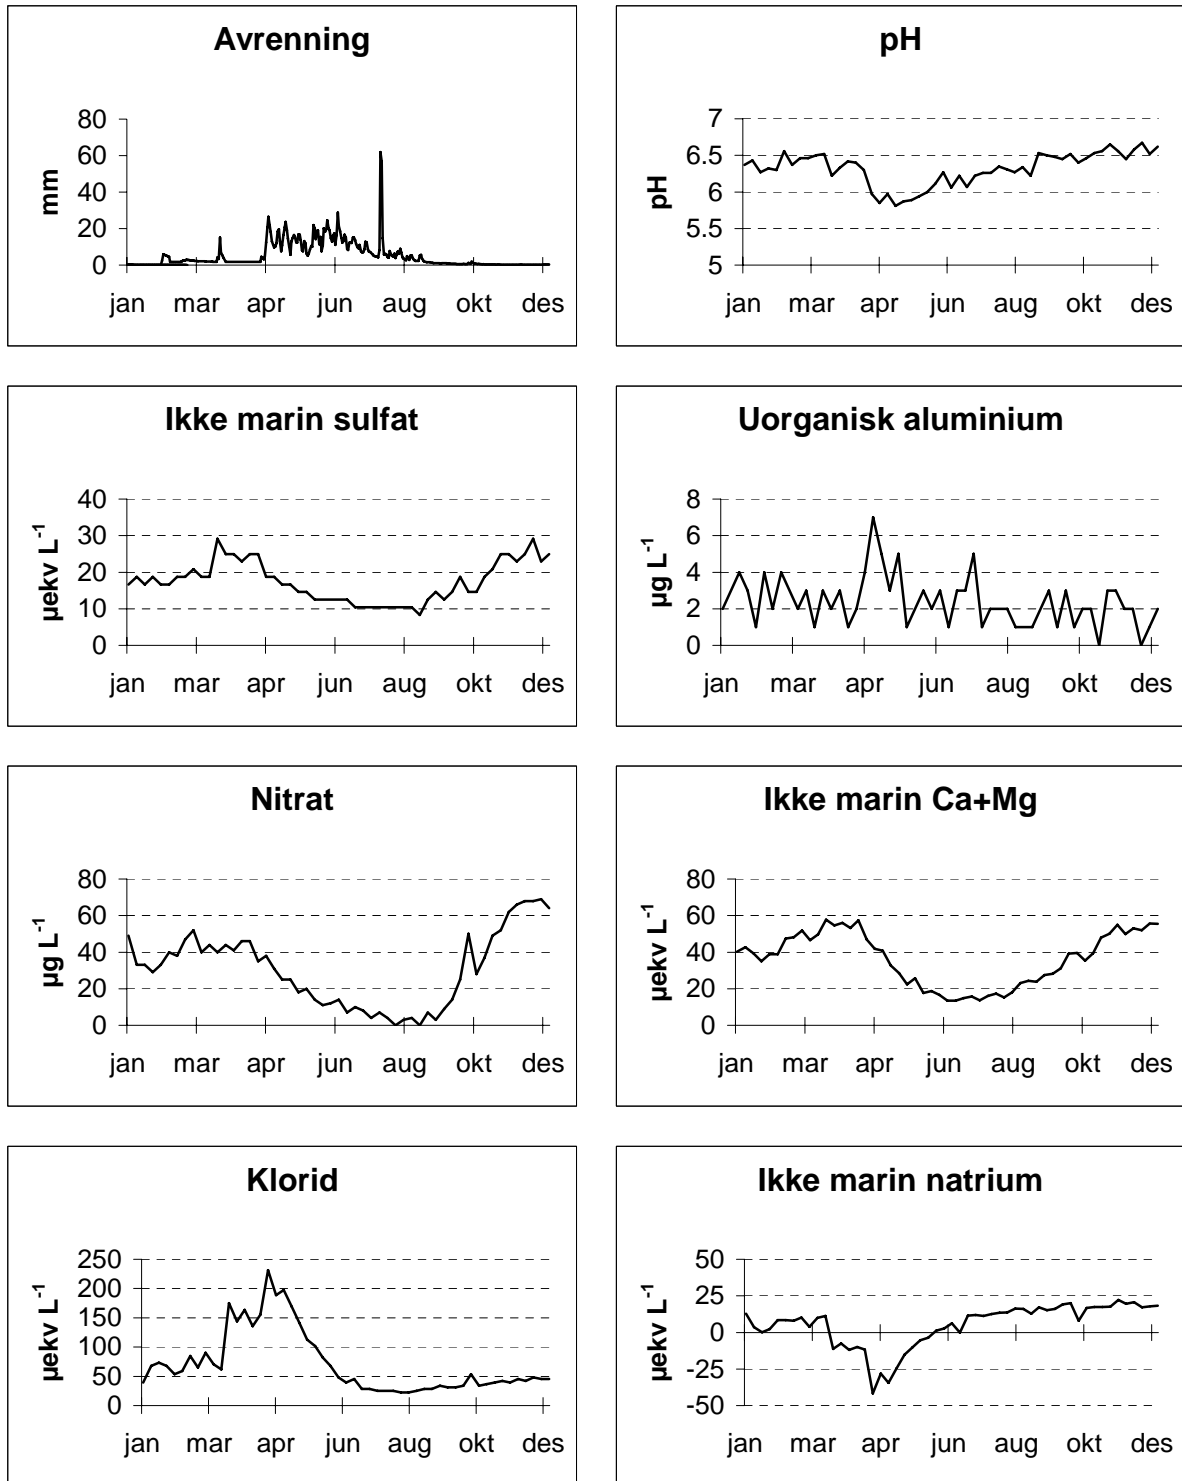 Avrenning
mm
80
60
40
20
0
jan mar apr jun aug okt des
pH
pH
7
6.5
6
5.5
5
jan mar apr jun aug okt des
Ikke marin sulfat
µekv L⁻¹
40
30
20
10
0
jan mar apr jun aug okt des
Uorganisk aluminium
µg L⁻¹
8
6
4
2
0
jan mar apr jun aug okt des
Nitrat
µg L⁻¹
80
60
40
20
0
jan mar apr jun aug okt des
Ikke marin Ca+Mg
µekv L⁻¹
80
60
40
20
0
jan mar apr jun aug okt des
Klorid
µekv L⁻¹
250
200
150
100
50
0
jan mar apr jun aug okt des
Ikke marin natrium
µekv L⁻¹
50
25
0
-25
-50
jan mar apr jun aug okt des